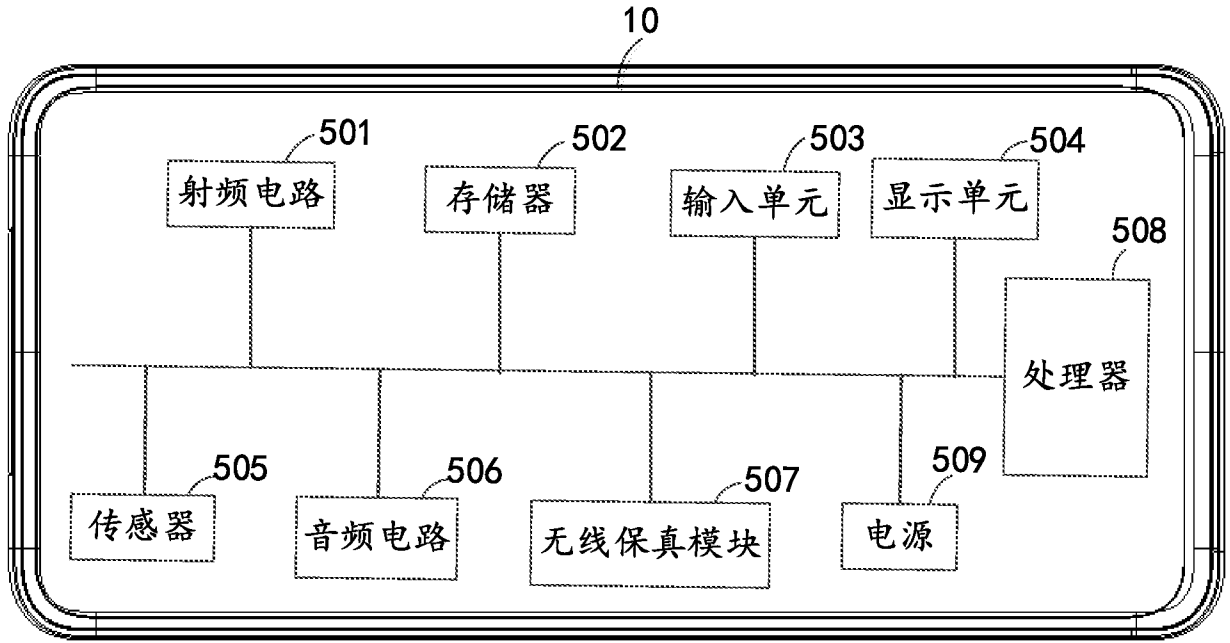 10
501
502
503
504
射频电路
存储器
输入单元
显示单元
508
处理器
505
506
507
509
传感器
音频电路
无线保真模块
电源